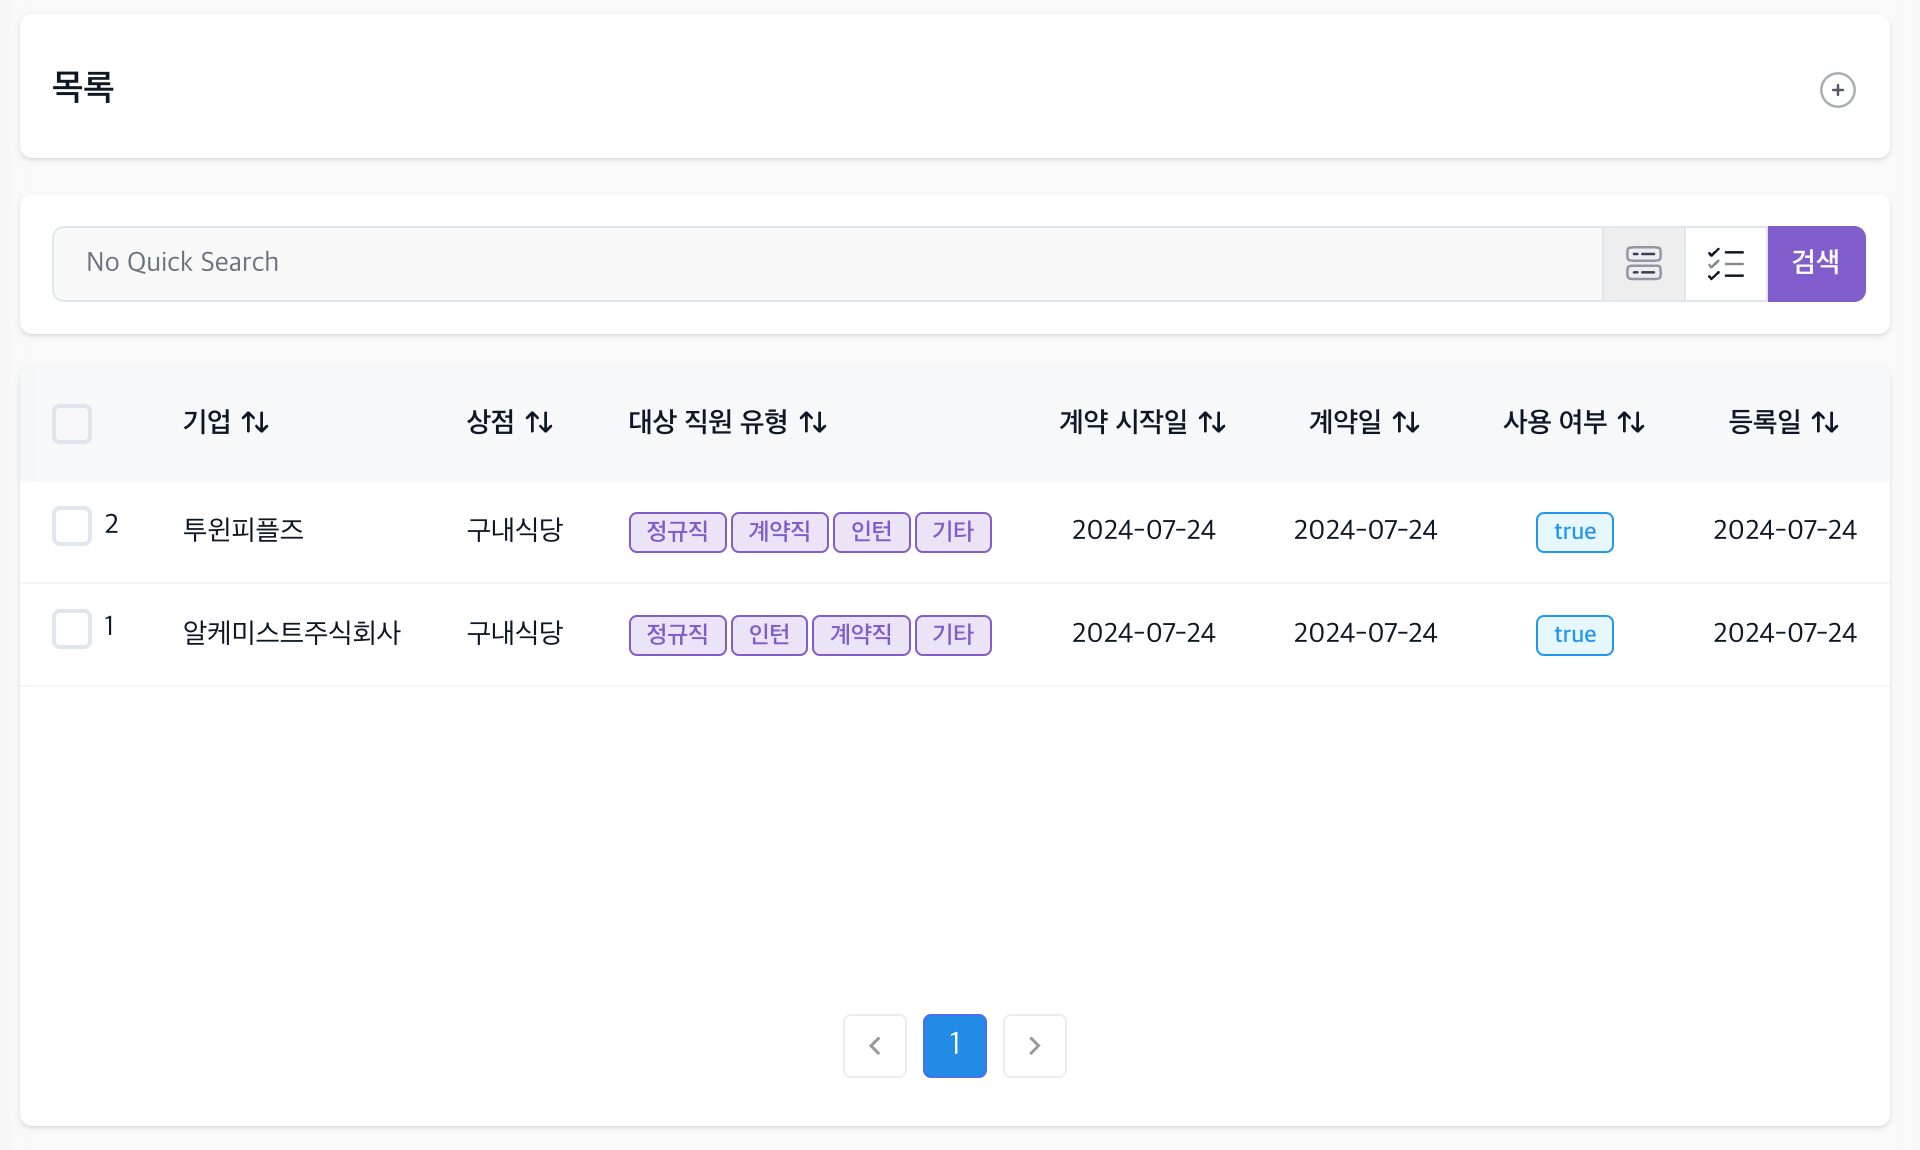 목록
No Quick Search 검색
기업 상점 대상 직원 유형 계약 시작일 계약일 사용 여부 등록일
2 투윈피플즈 구내식당 정규직 계약직 인턴 기타 2024-07-24 2024-07-24 true 2024-07-24
1 알케미스트주식회사 구내식당 정규직 인턴 계약직 기타 2024-07-24 2024-07-24 true 2024-07-24
1